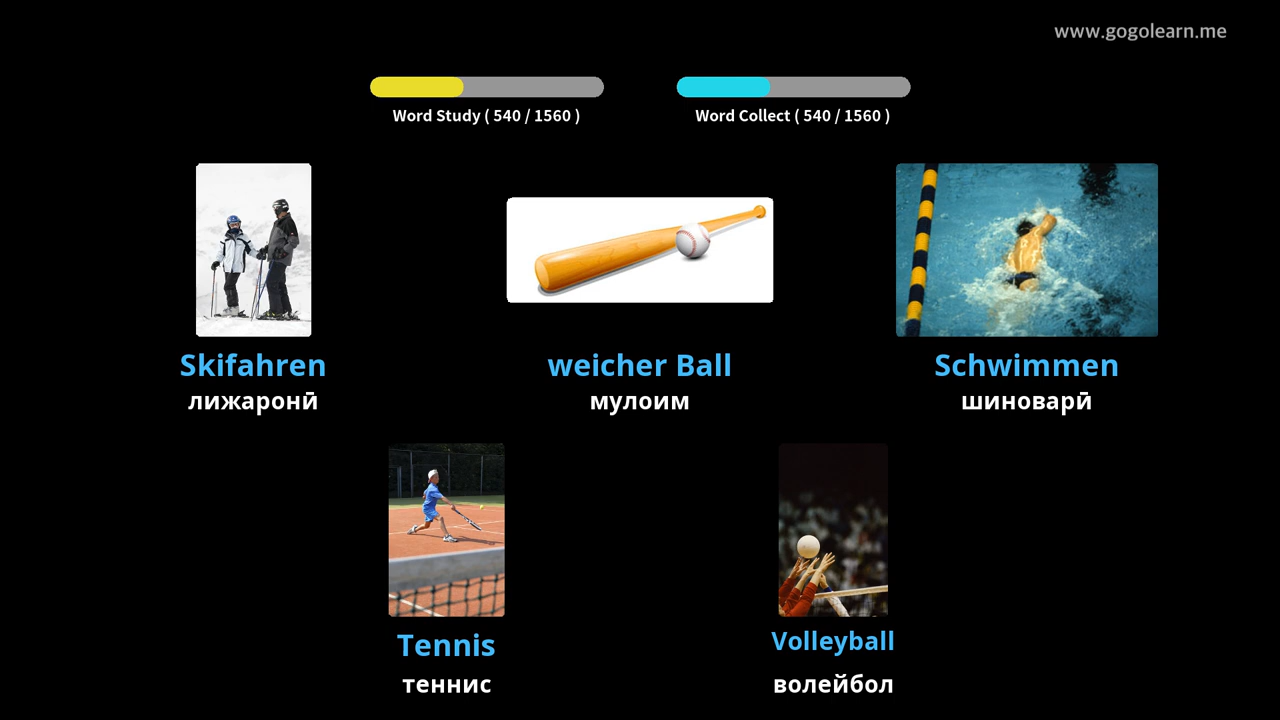 www.gogolearn.me
Word Study ( 540 / 1560 )
Word Collect ( 540 / 1560 )
Skifahren
лижаронӣ
weicher Ball
мулоим
Schwimmen
шиноварӣ
Tennis
теннис
Volleyball
волейбол